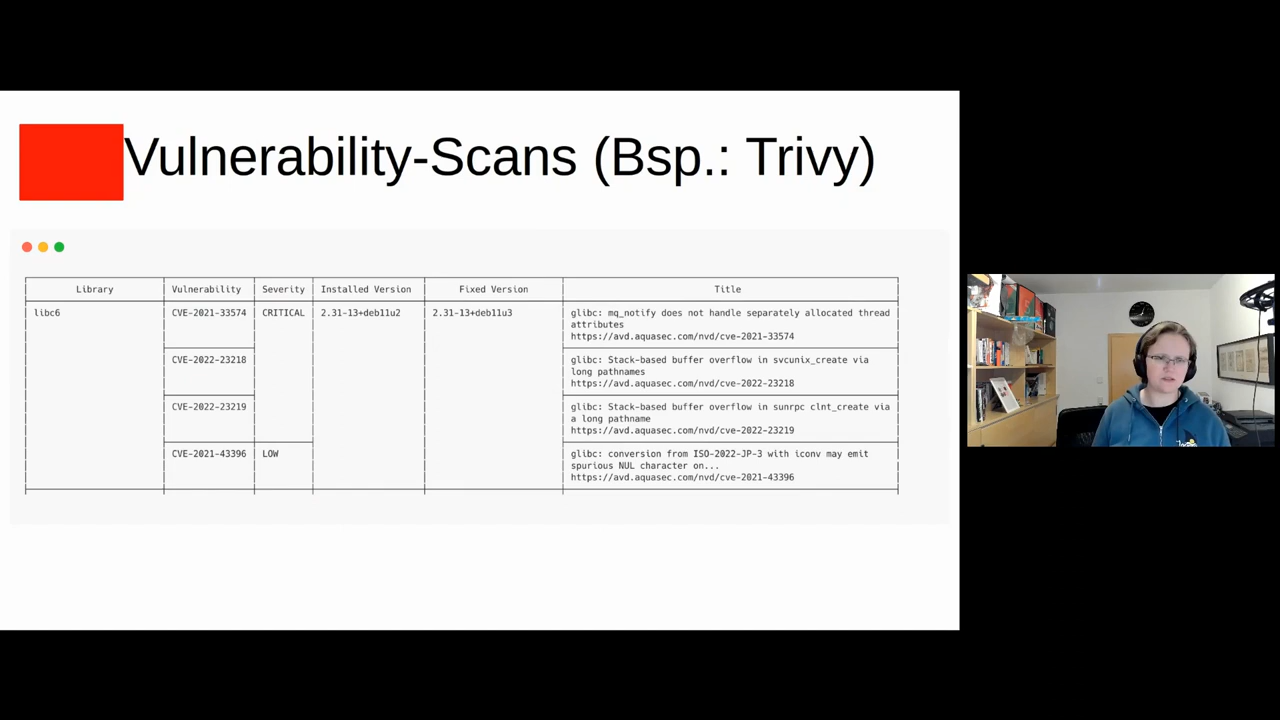 Vulnerability-Scans (Bsp.: Trivy)
Library Vulnerability Severity Installed Version Fixed Version Title
libc6 CVE-2021-33574 CRITICAL 2.31-13+deb11u2 2.31-13+deb11u3 glibc: mq_notify does not handle separately allocated thread
attributes
https://avd.aquasec.com/nvd/cve-2021-33574
CVE-2022-23218 glibc: Stack-based buffer overflow in svcunix_create via
long pathnames
https://avd.aquasec.com/nvd/cve-2022-23218
CVE-2022-23219 glibc: Stack-based buffer overflow in sunrpc clnt_create via
a long pathname
https://avd.aquasec.com/nvd/cve-2022-23219
CVE-2021-43396 LOW glibc: conversion from ISO-2022-JP-3 with iconv may emit
spurious NUL character on...
https://avd.aquasec.com/nvd/cve-2021-43396